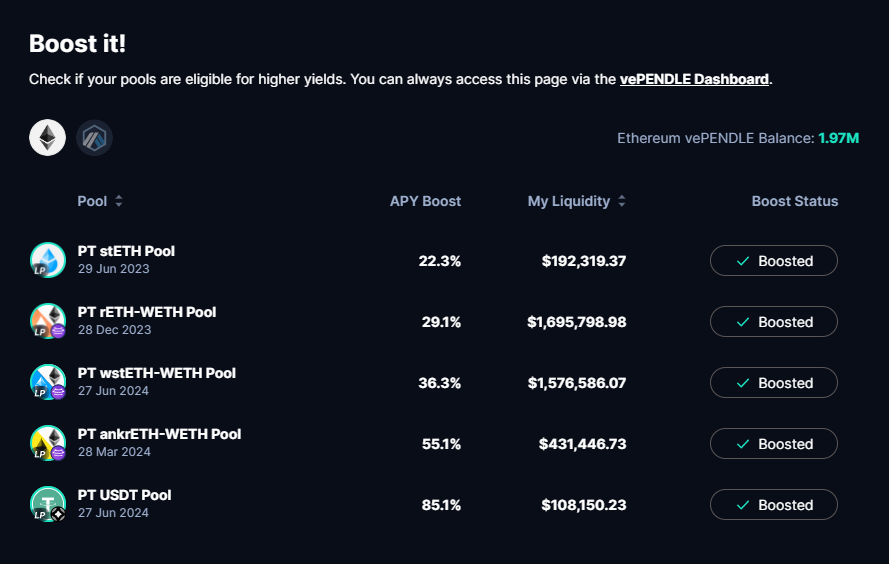 Boost it!
Check if your pools are eligible for higher yields. You can always access this page via the vePENDLE Dashboard.
Ethereum vePENDLE Balance: 1.97M
Pool APY Boost My Liquidity Boost Status
PT stETH Pool
LP 29 Jun 2023 22.3% $192,319.37 Boosted
PT rETH-WETH Pool
LP 28 Dec 2023 29.1% $1,695,798.98 Boosted
PT wstETH-WETH Pool
LP 27 Jun 2024 36.3% $1,576,586.07 Boosted
PT ankrETH-WETH Pool
LP 28 Mar 2024 55.1% $431,446.73 Boosted
PT USDT Pool
LP 27 Jun 2024 85.1% $108,150.23 Boosted